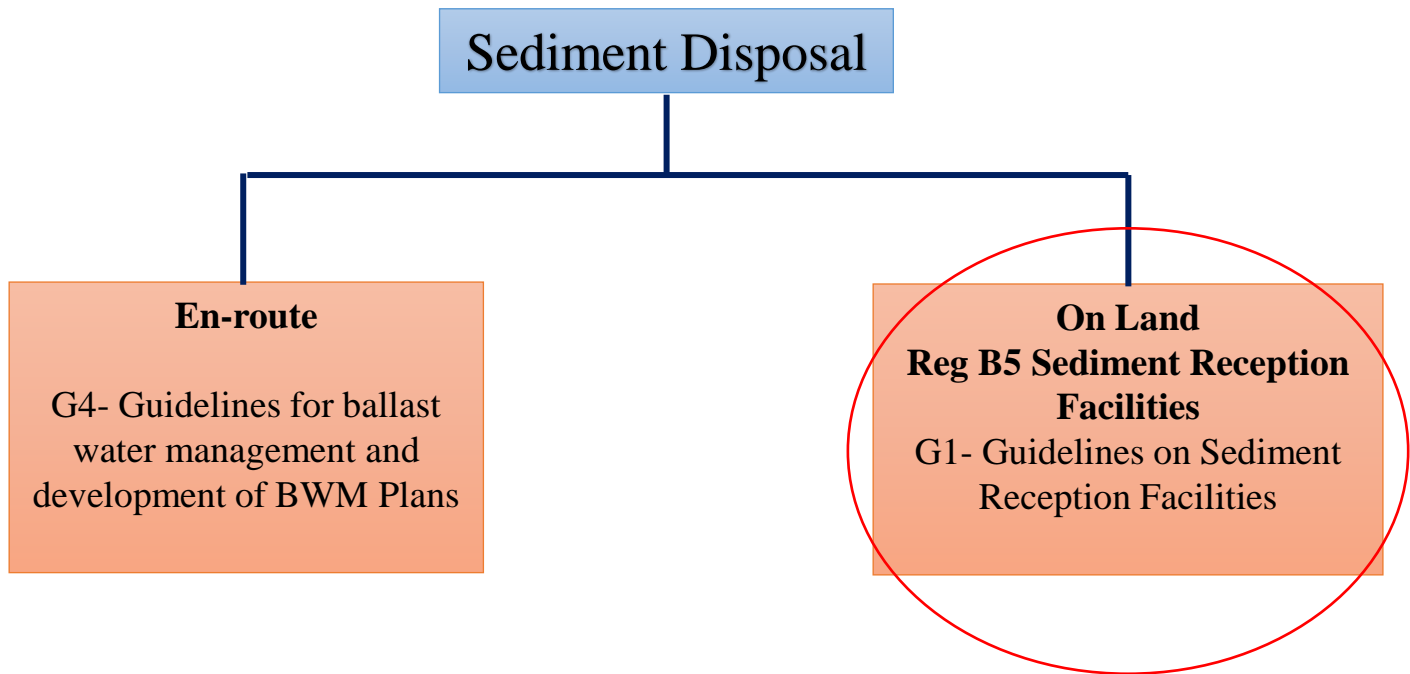 Sediment Disposal
En-route
G4- Guidelines for ballast
water management and
development of BWM Plans
On Land
Reg B5 Sediment Reception
Facilities
G1- Guidelines on Sediment
Reception Facilities